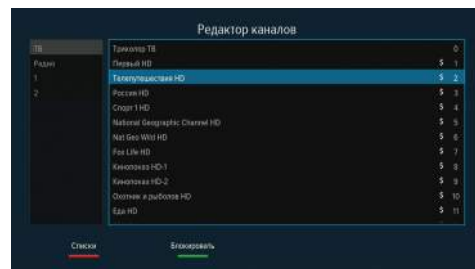 Редактор каналов
ТВ
Радио
1
2
Триколор ТВ 0
Первый HD $ 1
Телепутешествия HD $ 2
Россия HD $ 3
Спорт 1 HD $ 4
National Geographic Channel HD $ 5
Nat Geo Wild HD $ 6
Fox Life HD $ 7
Кинопоказ HD-1 $ 8
Кинопоказ HD-2 $ 9
Охотник и рыболов HD $ 10
Еда HD $ 11
Списки Блокировать